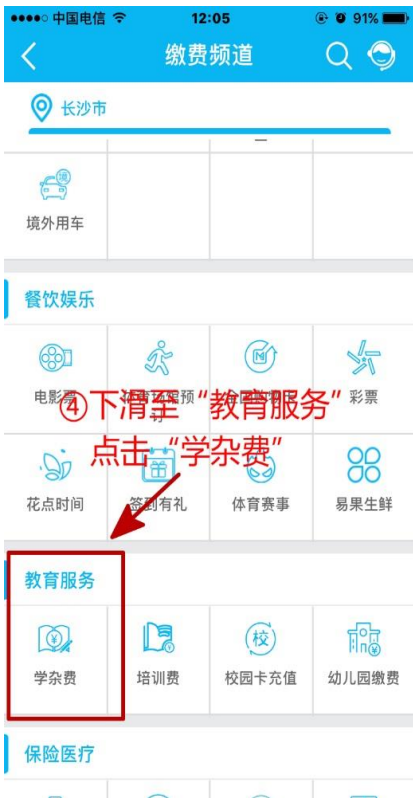 中国电信 12:05 91%
缴费频道
长沙市
境
境外用车
餐饮娱乐
M
电影票 彩票
④下滑至“教育服务”
点击“学杂费”
花点时间 签到有礼 体育赛事 易果生鲜
教育服务
¥ ¥ 校 ¥
学杂费 培训费 校园卡充值 幼儿园缴费
保险医疗